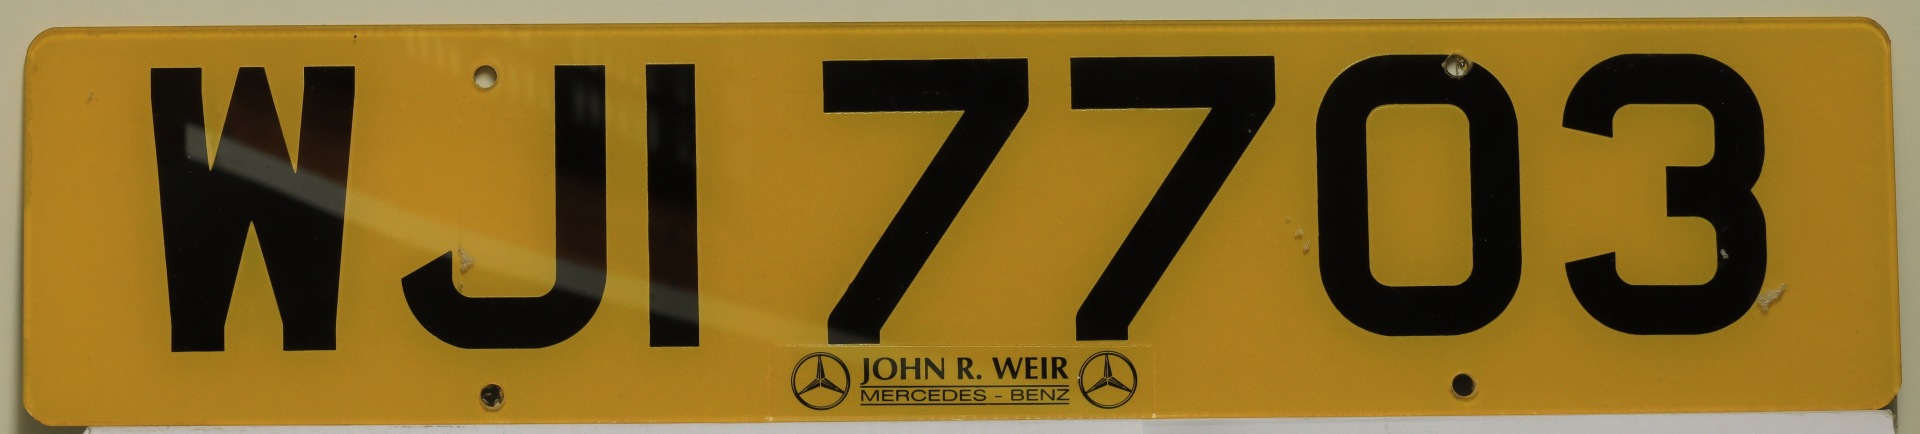 WJI 7703
JOHN R. WEIR
MERCEDES - BENZ